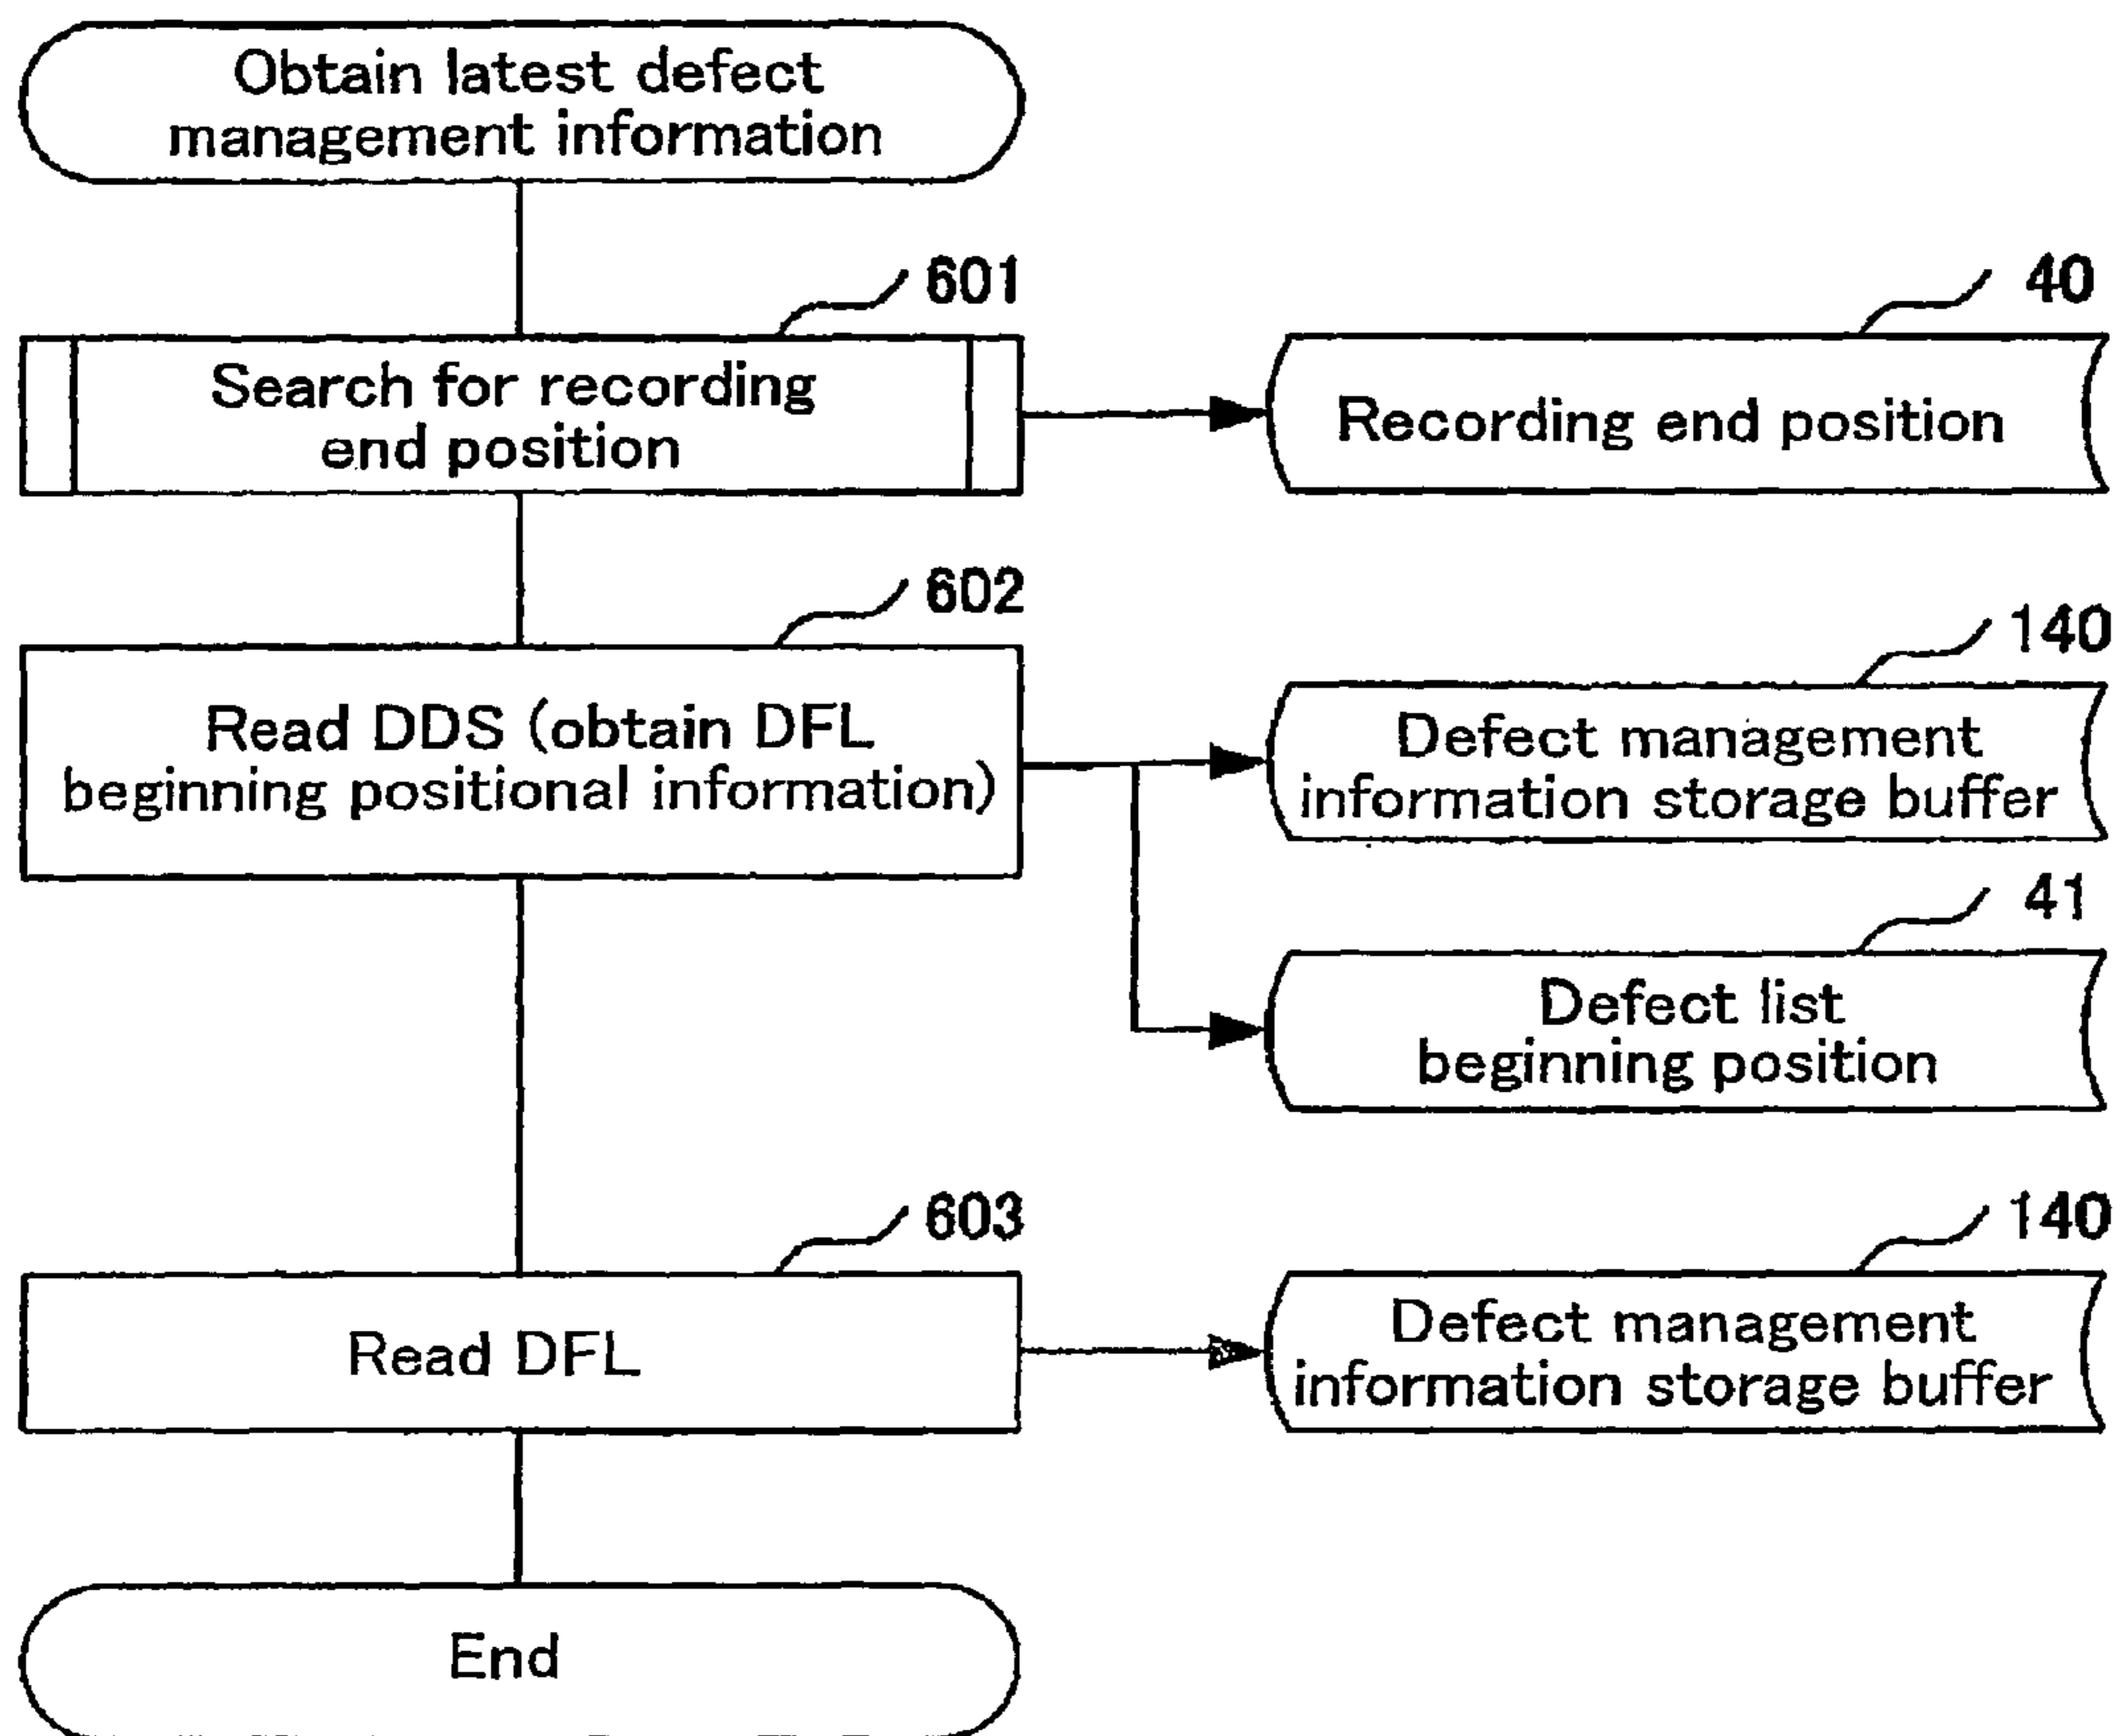 Obtain latest defect
management information
601
40
Search for recording
end position
Recording end position
602
140
Read DDS (obtain DFL
beginning positional information)
Defect management
information storage buffer
41
Defect list
beginning position
603
140
Read DFL
Defect management
information storage buffer
End